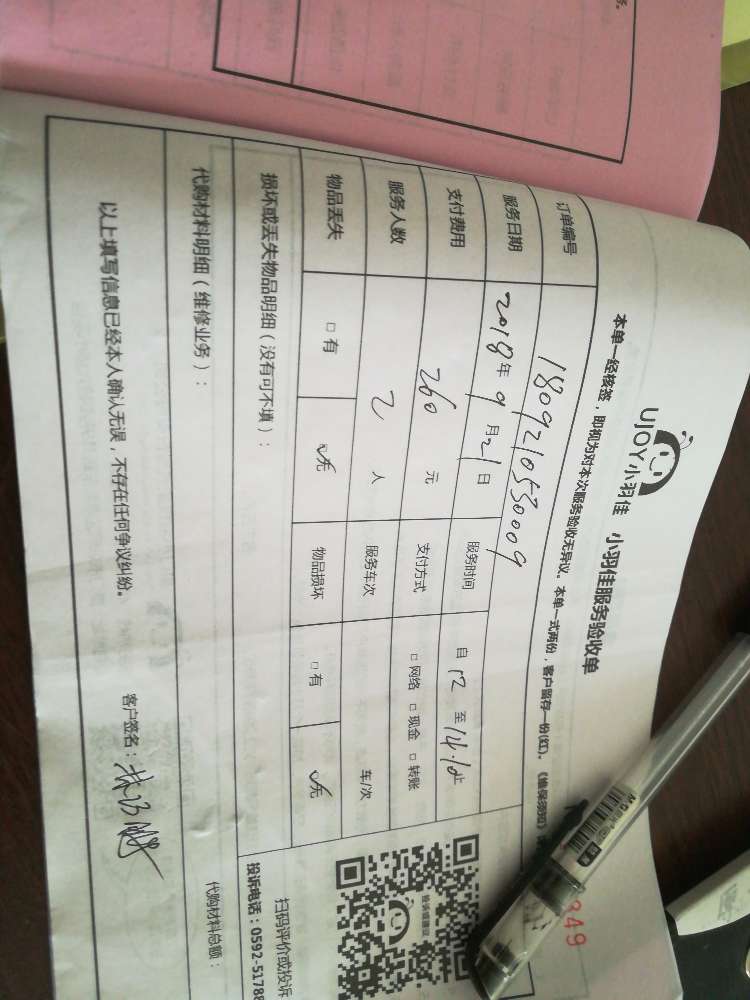 UJOY小羽佳 小羽佳服务验收单
本单一经核签，即视为对本次服务验收无异议。本单一式两份，客户留存一份(红)。《维保须知》
349
订单编号 1809210530009
服务日期 2018年9月21日 服务时间 自12至14.10止
支付费用 260元 支付方式 □网络 □现金 □转账
服务人数 2人 服务车次 车/次
物品丢失 □有 ☑无 物品损坏 □有 ☑无
损坏或丢失物品明细（没有可不填）：
扫码评价或投诉
投诉电话：0592-51788
代购材料明细（维修业务）：
代购材料总额：
以上填写信息已经本人确认无误，不存在任何争议纠纷。 客户签名：